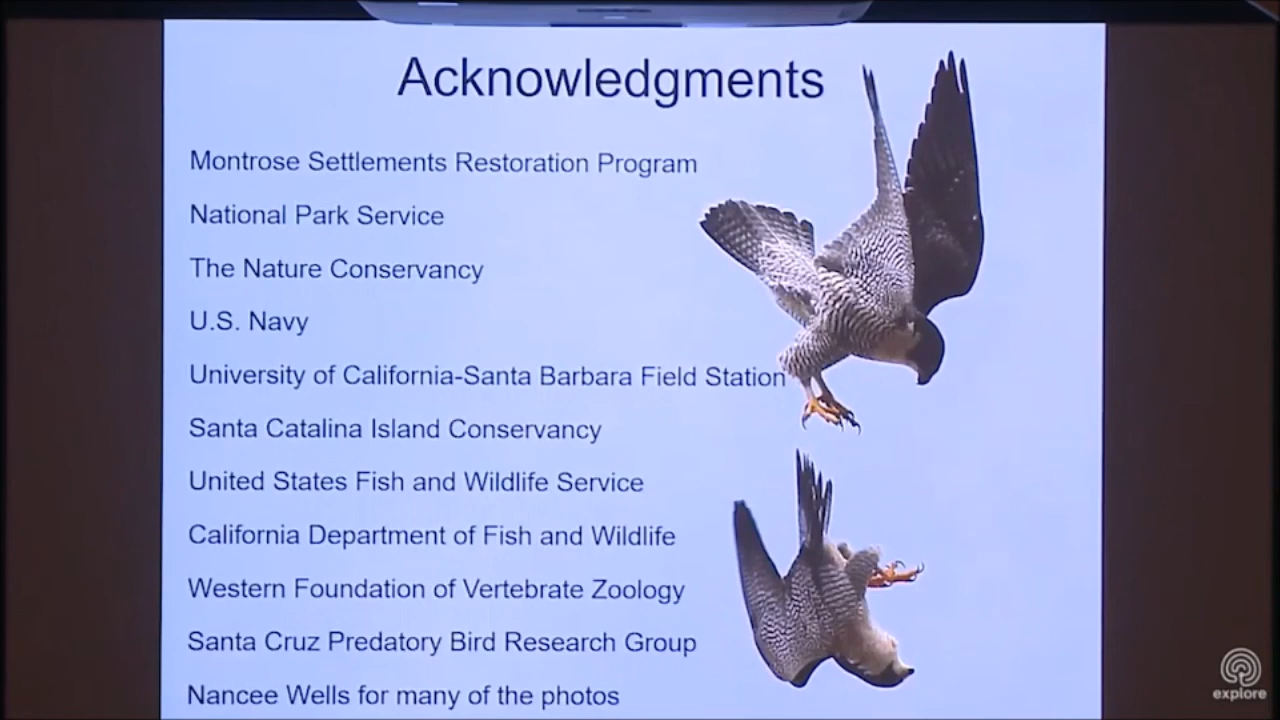 Acknowledgments
Montrose Settlements Restoration Program
National Park Service
The Nature Conservancy
U.S. Navy
University of California-Santa Barbara Field Station
Santa Catalina Island Conservancy
United States Fish and Wildlife Service
California Department of Fish and Wildlife
Western Foundation of Vertebrate Zoology
Santa Cruz Predatory Bird Research Group
Nancee Wells for many of the photos
explore